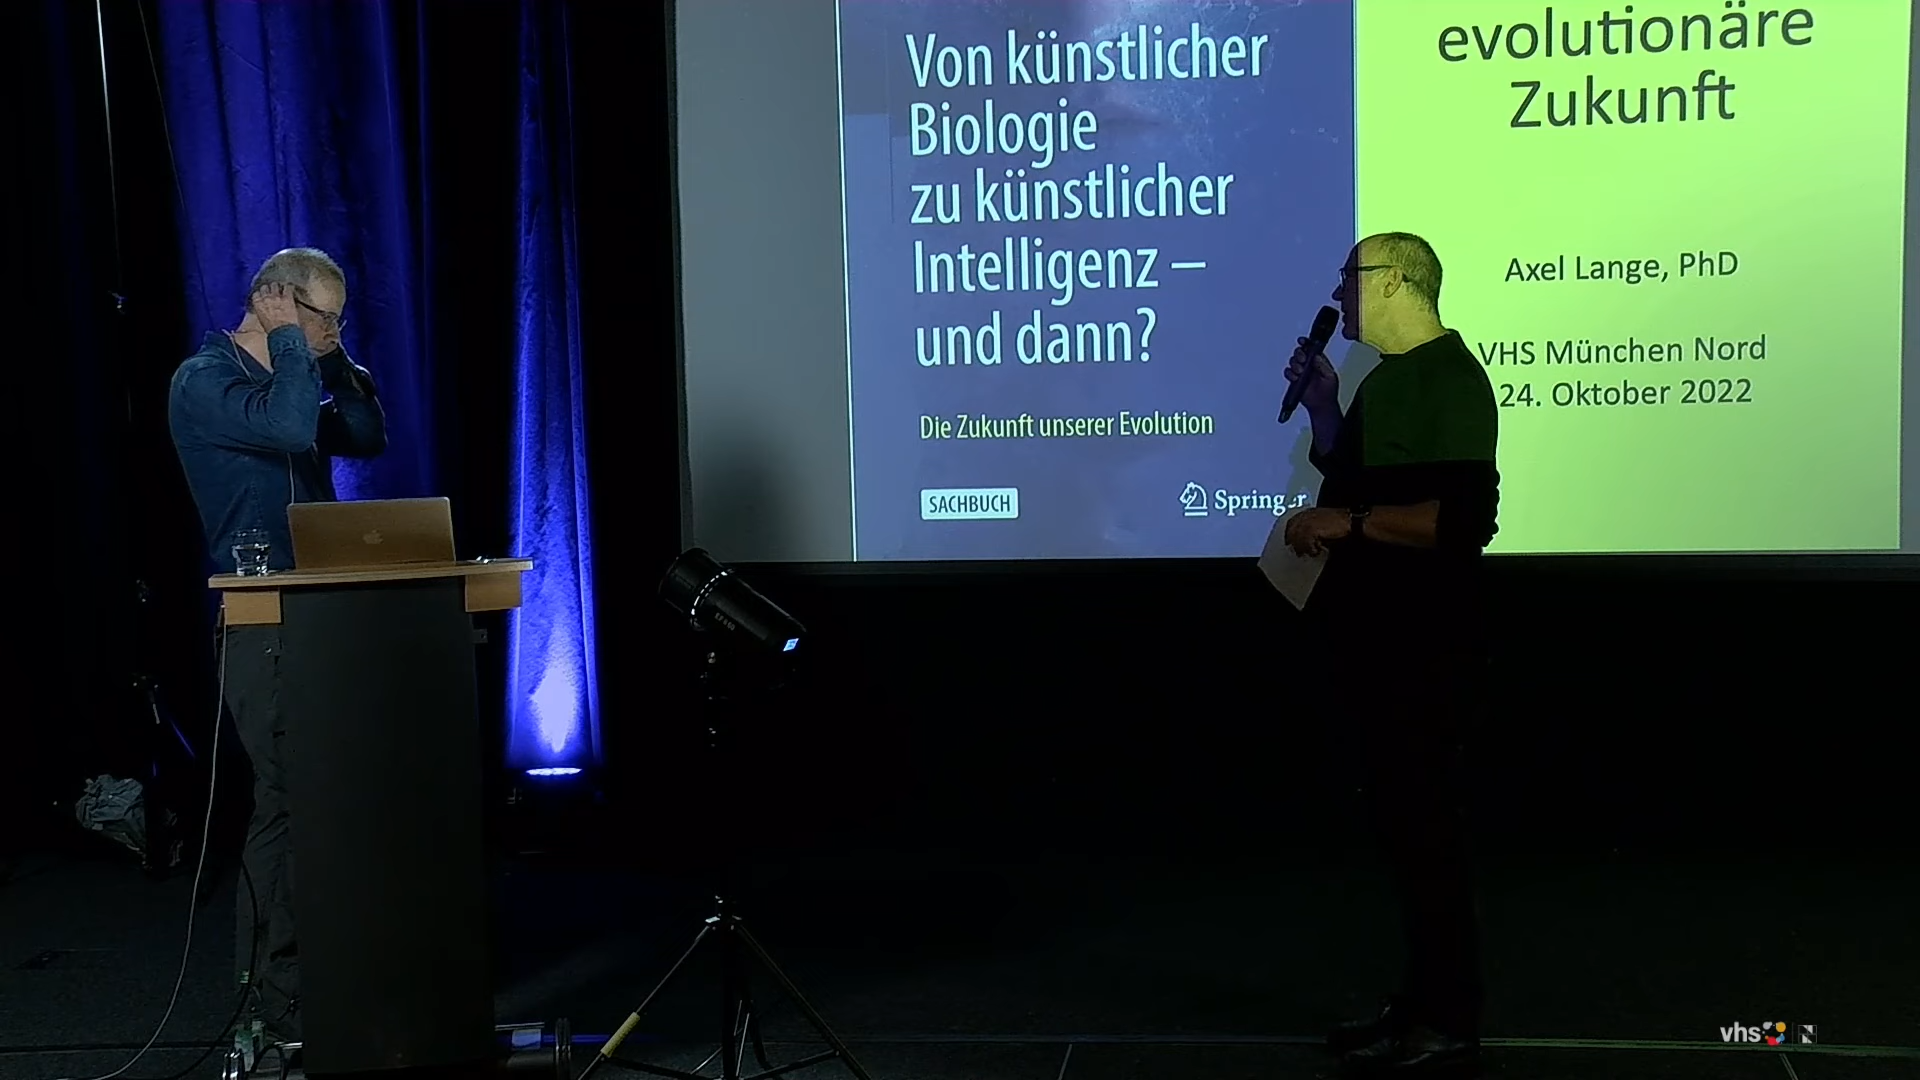 Von künstlicher
Biologie
zu künstlicher
Intelligenz –
und dann?
Die Zukunft unserer Evolution
SACHBUCH
Springer
evolutionäre
Zukunft
Axel Lange, PhD
VHS München Nord
24. Oktober 2022
vhs